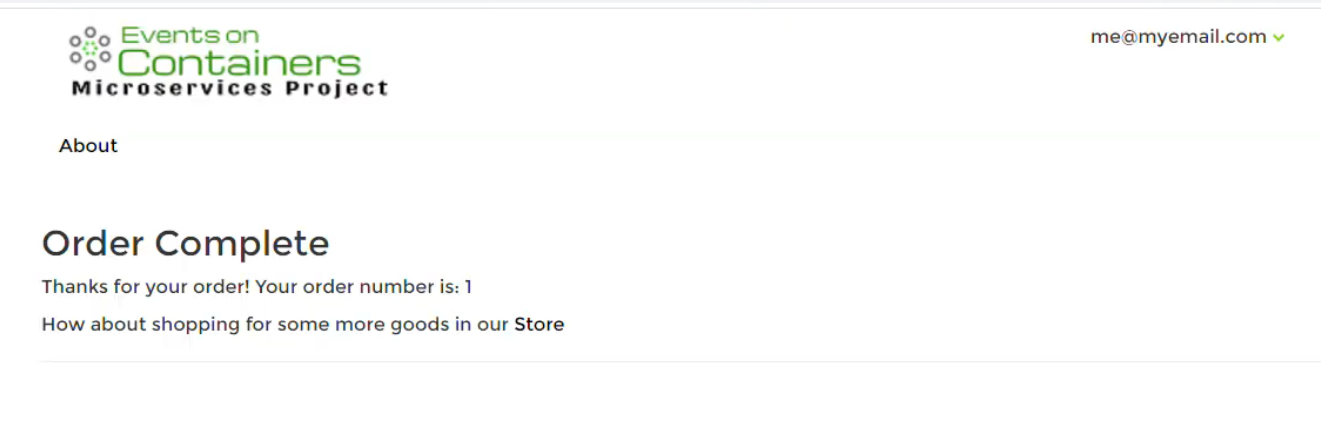 Events on
Containers
Microservices Project
me@myemail.com
About
Order Complete
Thanks for your order! Your order number is: 1
How about shopping for some more goods in our Store